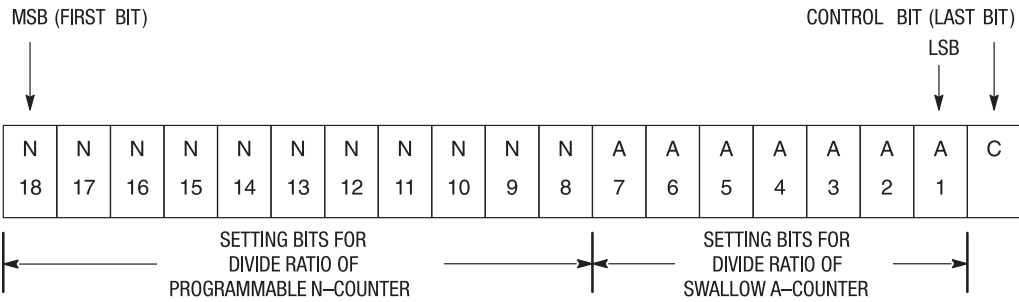 MSB (FIRST BIT)
CONTROL BIT (LAST BIT)
LSB
N N N N N N N N N N N A A A A A A A C
18 17 16 15 14 13 12 11 10 9 8 7 6 5 4 3 2 1
SETTING BITS FOR
DIVIDE RATIO OF
PROGRAMMABLE N–COUNTER
SETTING BITS FOR
DIVIDE RATIO OF
SWALLOW A–COUNTER